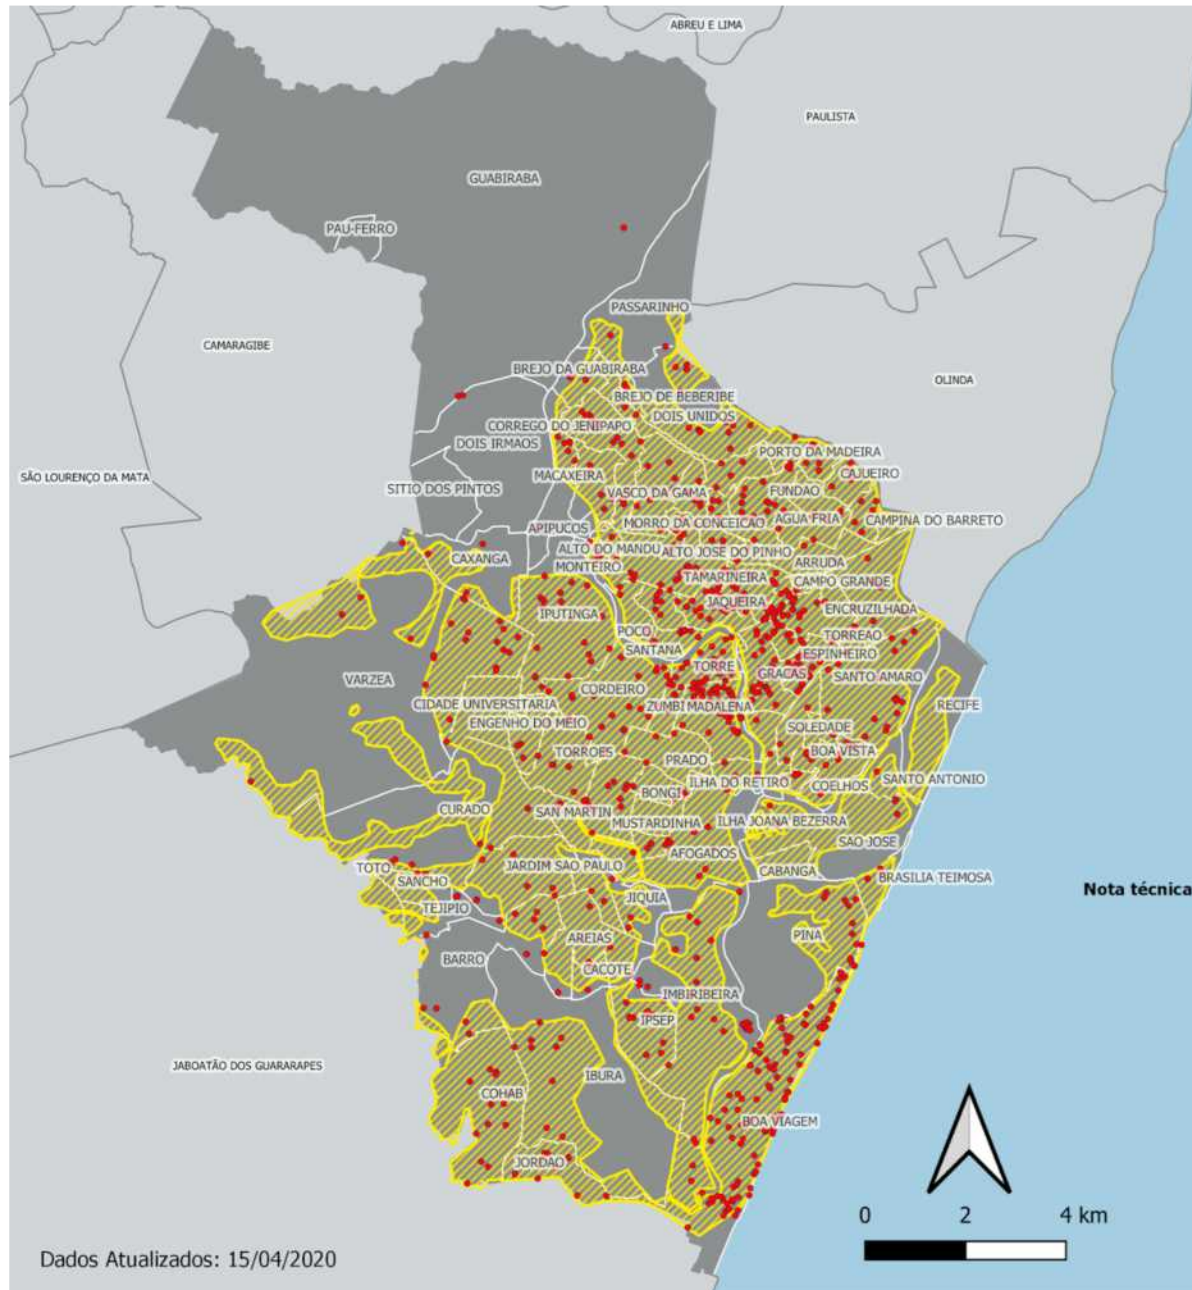 ABREU E LIMA
PAULISTA
GUABIRABA
PAU-FERRO
PASSARINHO
CAMARAGIBE
BREJO DA GUABIRABA
OLINDA
BREJO DE BEBERIBE
DOIS UNIDOS
CORREGO DO JENIPAPO
DOIS IRMAOS
PORTO DA MADEIRA
CAJUEIRO
SÃO LOURENÇO DA MATA
MACAXEIRA
SITIO DOS PINTOS
VASCO DA GAMA
FUNDAO
APIPUCOS
MORRO DA CONCEICAO
AGUA FRIA
CAMPINA DO BARRETO
CAXANGA
ALTO DO MANDU
ALTO JOSE DO PINHO
MONTEIRO
ARRUDA
TAMARINEIRA
CAMPO GRANDE
IPUTINGA
JAQUEIRA
ENCRUZILHADA
POCO
TORREAO
SANTANA
ESPINHEIRO
TORRE
GRACAS
SANTO AMARO
VARZEA
CORDEIRO
CIDADE UNIVERSITARIA
ZUMBI
MADALENA
RECIFE
ENGENHO DO MEIO
SOLEDADE
TORROES
BOA VISTA
PRADO
ILHA DO RETIRO
COELHOS
SANTO ANTONIO
BONGI
CURADO
SAN MARTIN
MUSTARDINHA
ILHA JOANA BEZERRA
SAO JOSE
TOTO
JARDIM SAO PAULO
AFOGADOS
CABANGA
BRASILIA TEIMOSA
SANCHO
Nota técnica
TEJIPIO
JIQUIA
AREIAS
PINA
BARRO
CACOTE
IMBIRIBEIRA
IPSEP
JABOATÃO DOS GUARARAPES
IBURA
COHAB
BOA VIAGEM
JORDAO
0 2 4 km
Dados Atualizados: 15/04/2020